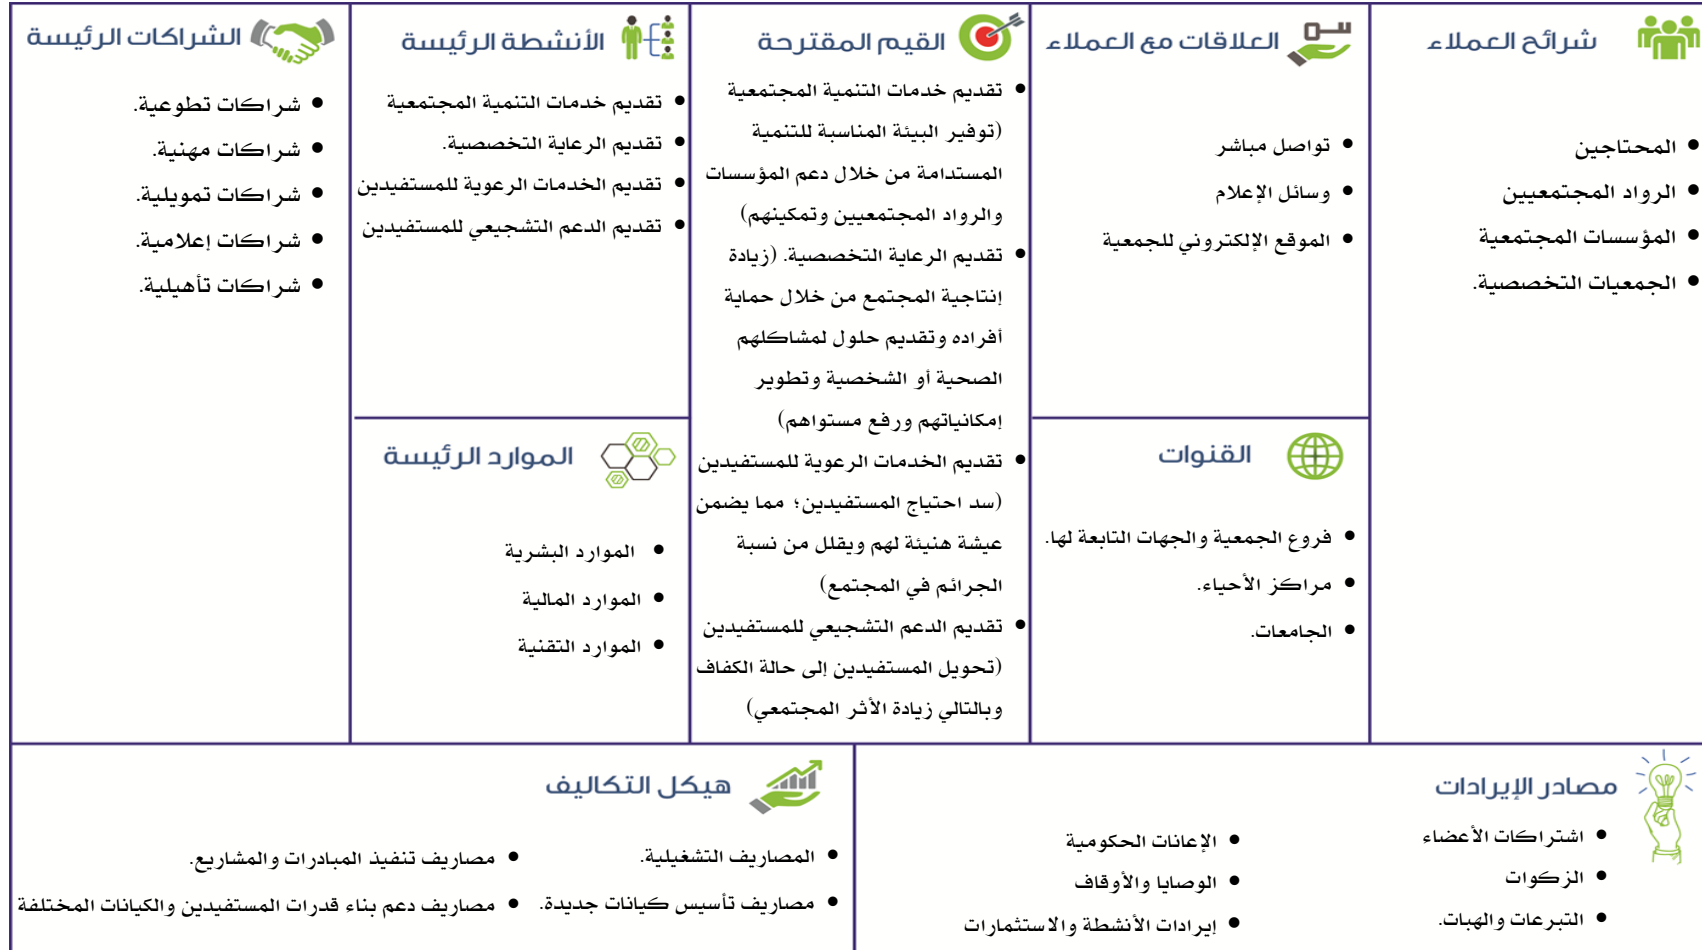 شرائح العملاء
المحتاجين
الرواد المجتمعيين
المؤسسات المجتمعية
الجمعيات التخصصية.
العلاقات مع العملاء
تواصل مباشر
وسائل الإعلام
الموقع الإلكتروني للجمعية
القنوات
فروع الجمعية والجهات التابعة لها.
مراكز الأحياء.
الجامعات.
القيم المقترحة
تقديم خدمات التنمية المجتمعية
(توفير البيئة المناسبة للتنمية
المستدامة من خلال دعم المؤسسات
والرواد المجتمعيين وتمكينهم)
تقديم الرعاية التخصصية. (زيادة
إنتاجية المجتمع من خلال حماية
أفراده وتقديم حلول لمشاكلهم
الصحية أو الشخصية وتطوير
إمكانياتهم ورفع مستواهم)
تقديم الخدمات الرعوية للمستفيدين
(سد احتياج المستفيدين؛ مما يضمن
عيشة هنيئة لهم ويقلل من نسبة
الجرائم في المجتمع)
تقديم الدعم التشجيعي للمستفيدين
(تحويل المستفيدين إلى حالة الكفاف
وبالتالي زيادة الأثر المجتمعي)
الأنشطة الرئيسة
تقديم خدمات التنمية المجتمعية
تقديم الرعاية التخصصية.
تقديم الخدمات الرعوية للمستفيدين
تقديم الدعم التشجيعي للمستفيدين
الموارد الرئيسة
الموارد البشرية
الموارد المالية
الموارد التقنية
الشراكات الرئيسة
شراكات تطوعية.
شراكات مهنية.
شراكات تمويلية.
شراكات إعلامية.
شراكات تأهيلية.
مصادر الإيرادات
اشتراكات الأعضاء
الزكوات
التبرعات والهبات.
الإعانات الحكومية
الوصايا والأوقاف
إيرادات الأنشطة والاستثمارات
هيكل التكاليف
المصاريف التشغيلية.
مصاريف تأسيس كيانات جديدة.
مصاريف تنفيذ المبادرات والمشاريع.
مصاريف دعم بناء قدرات المستفيدين والكيانات المختلفة